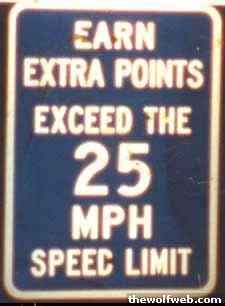 EARN
EXTRA POINTS
EXCEED THE
25
MPH
SPEEC LIMIT
thewolfweb.com